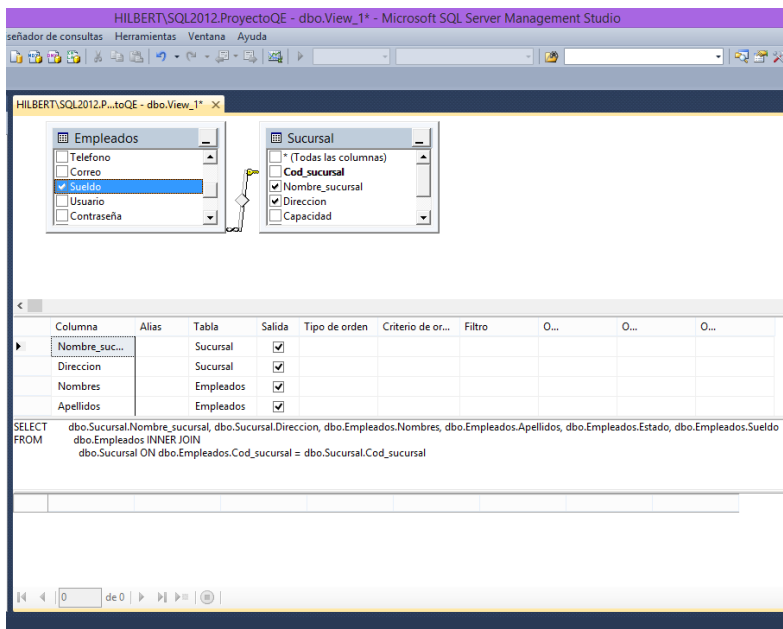 HILBERT\SQL2012.ProyectoQE - dbo.View_1* - Microsoft SQL Server Management Studio
señador de consultas Herramientas Ventana Ayuda
HILBERT\SQL2012.P...toQE - dbo.View_1*
Empleados
Telefono
Correo
Sueldo
Usuario
Contraseña
Sucursal
* (Todas las columnas)
Cod_sucursal
Nombre_sucursal
Direccion
Capacidad
Columna Alias Tabla Salida Tipo de orden Criterio de or... Filtro O... O... O...
Nombre_suc... Sucursal
Direccion Sucursal
Nombres Empleados
Apellidos Empleados
SELECT dbo.Sucursal.Nombre_sucursal, dbo.Sucursal.Direccion, dbo.Empleados.Nombres, dbo.Empleados.Apellidos, dbo.Empleados.Estado, dbo.Empleados.Sueldo
FROM dbo.Empleados INNER JOIN
dbo.Sucursal ON dbo.Empleados.Cod_sucursal = dbo.Sucursal.Cod_sucursal
0 de 0